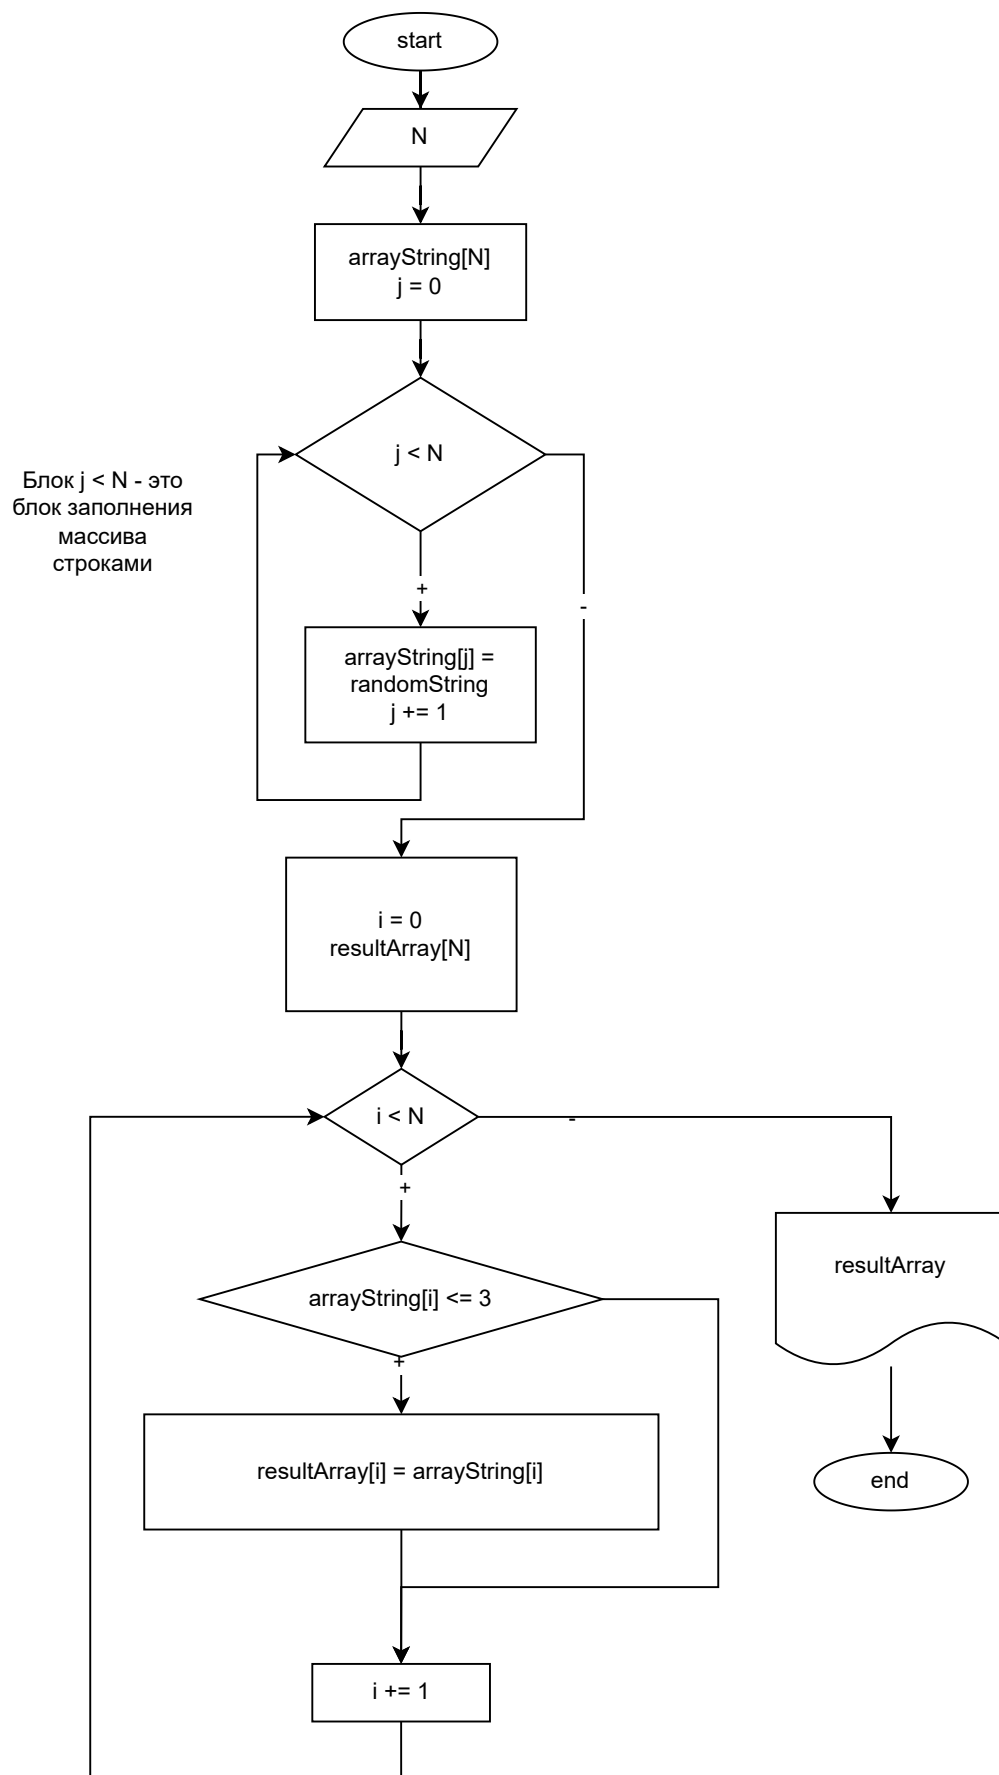 start
N
arrayString[N]
j = 0
j < N
Блок j < N - это
блок заполнения
массива
строками
+
-
arrayString[j] =
randomString
j += 1
i = 0
resultArray[N]
i < N
-
+
resultArray
arrayString[i] <= 3
+
resultArray[i] = arrayString[i]
end
i += 1